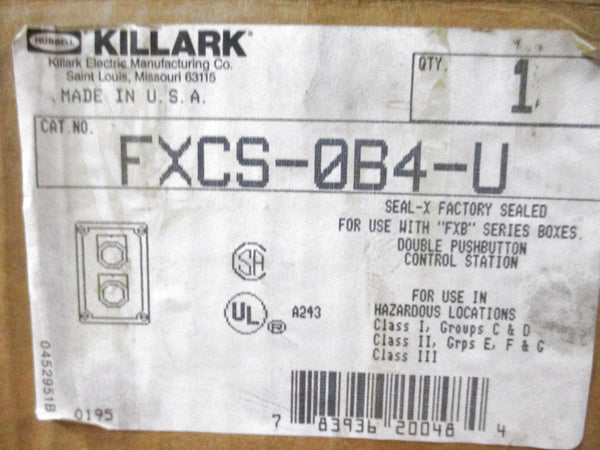 HUBBELL KILLARK®
Killark Electric Manufacturing Co.
Saint Louis, Missouri 63115
MADE IN U.S.A.
QTY.
1
CAT.NO.
FXCS-0B4-U
SEAL-X FACTORY SEALED
FOR USE WITH "FXB" SERIES BOXES.
DOUBLE PUSHBUTTON
CONTROL STATION
SA
UL® A243
FOR USE IN
HAZARDOUS LOCATIONS
Class I, Groups C & D
Class II, Grps E, F & G
Class III
0452951B
0195
7 83936 20048 4